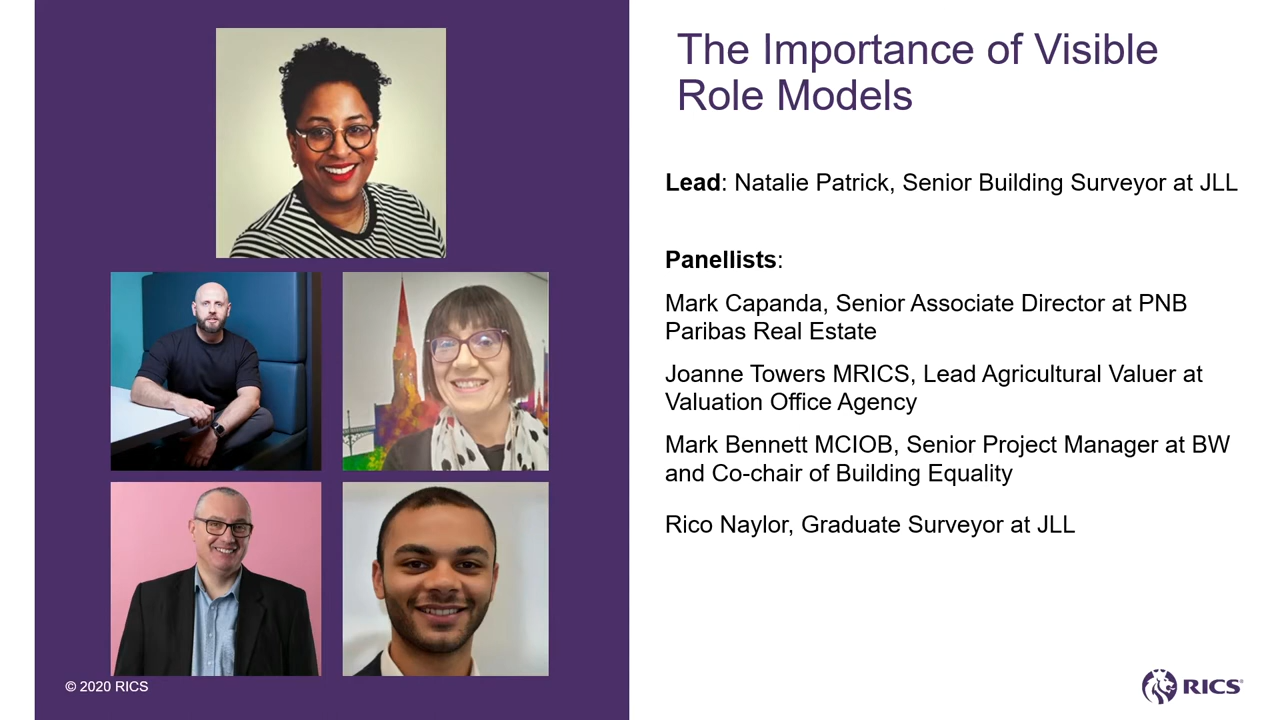 The Importance of Visible
Role Models
Lead: Natalie Patrick, Senior Building Surveyor at JLL
Panellists:
Mark Capanda, Senior Associate Director at PNB
Paribas Real Estate
Joanne Towers MRICS, Lead Agricultural Valuer at
Valuation Office Agency
Mark Bennett MCIOB, Senior Project Manager at BW
and Co-chair of Building Equality
Rico Naylor, Graduate Surveyor at JLL
© 2020 RICS
RICS®